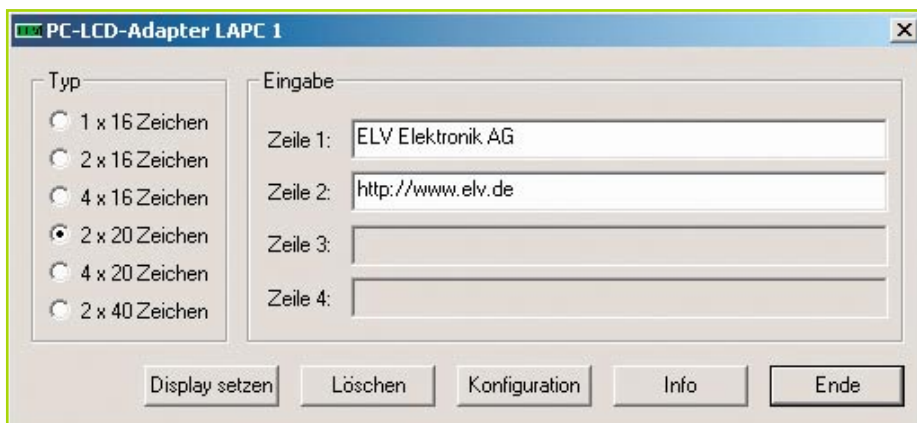 ELV PC-LCD-Adapter LAPC 1
Typ
1 x 16 Zeichen
2 x 16 Zeichen
4 x 16 Zeichen
2 x 20 Zeichen
4 x 20 Zeichen
2 x 40 Zeichen
Eingabe
Zeile 1: ELV Elektronik AG
Zeile 2: http://www.elv.de
Zeile 3:
Zeile 4:
Display setzen Löschen Konfiguration Info Ende